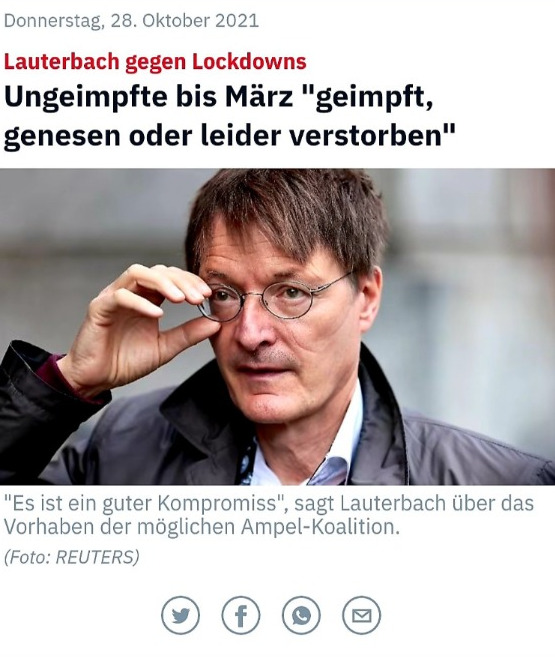 Donnerstag, 28. Oktober 2021
Lauterbach gegen Lockdowns
Ungeimpfte bis März "geimpft,
genesen oder leider verstorben"
"Es ist ein guter Kompromiss", sagt Lauterbach über das
Vorhaben der möglichen Ampel-Koalition.
(Foto: REUTERS)